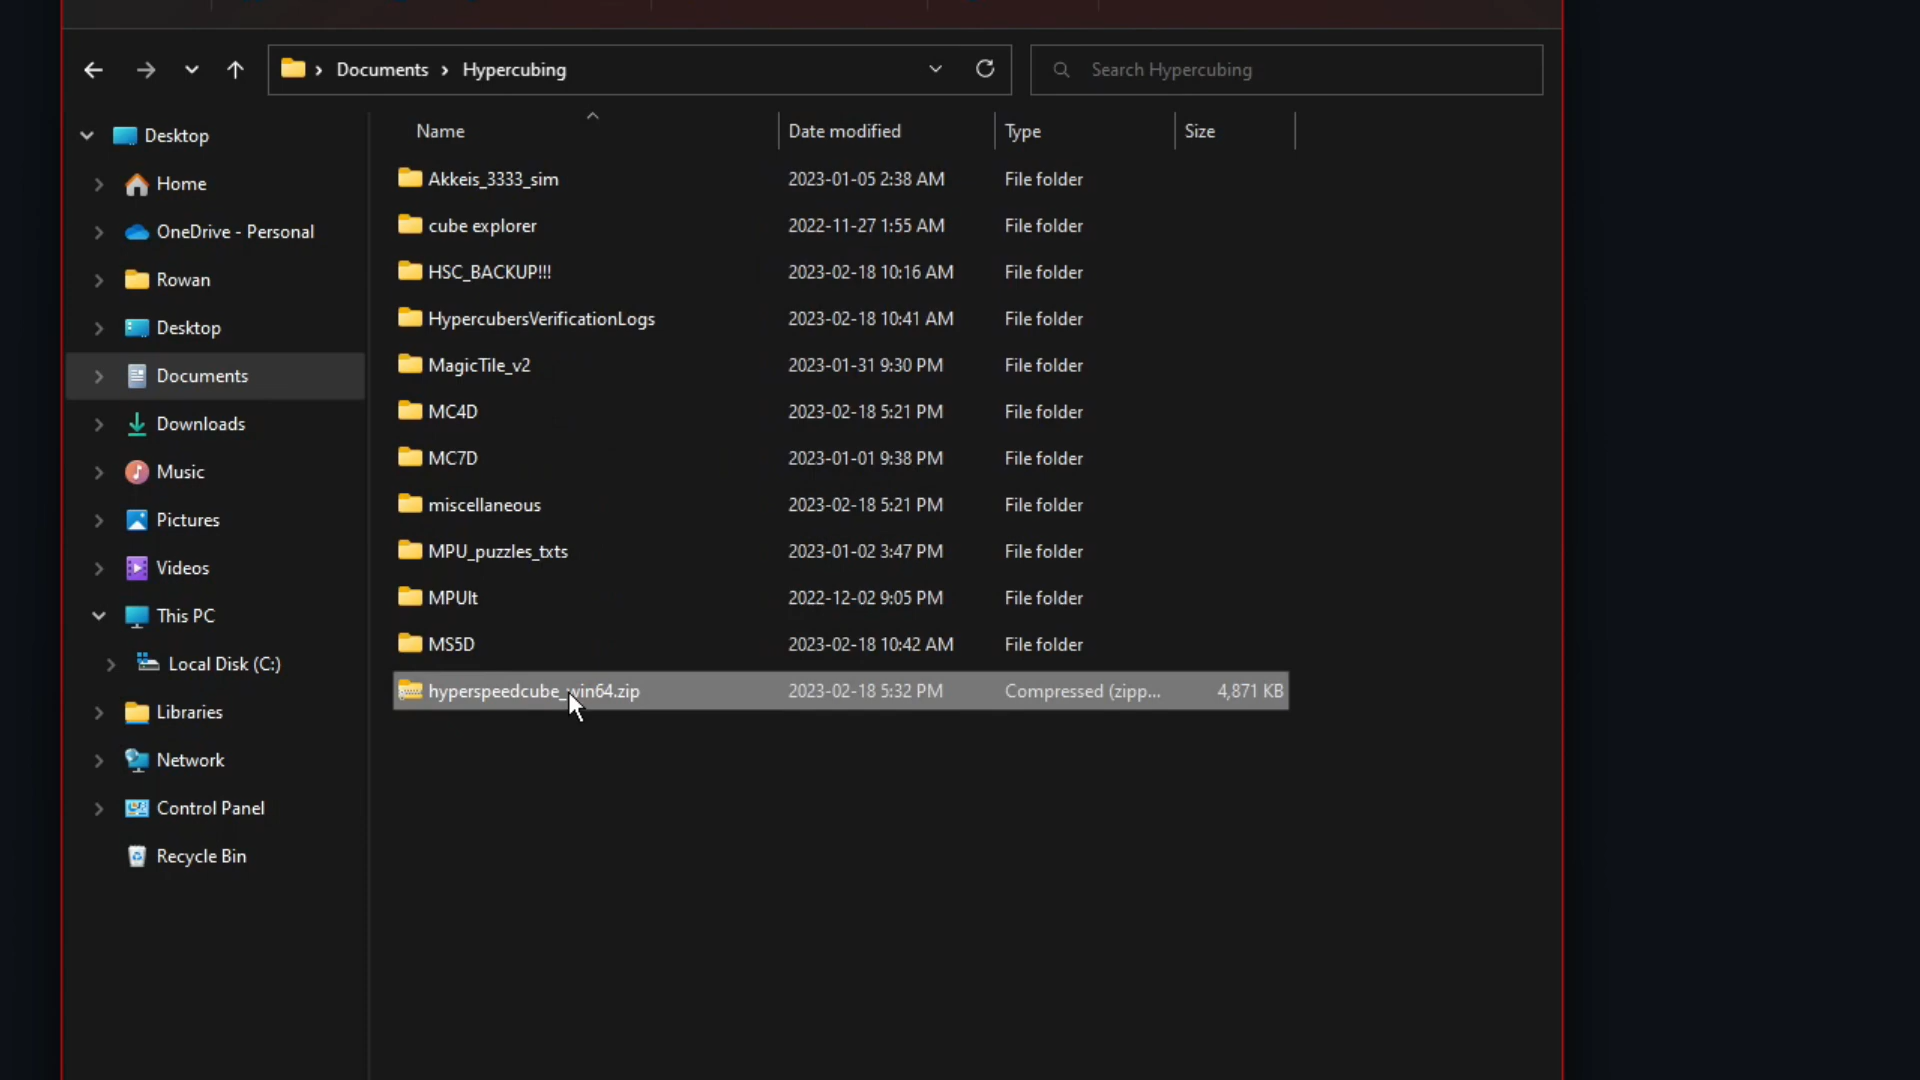 Documents Hypercubing
Search Hypercubing
Name Date modified Type Size
Desktop
Home
OneDrive - Personal
Rowan
Desktop
Documents
Downloads
Music
Pictures
Videos
This PC
Local Disk (C:)
Libraries
Network
Control Panel
Recycle Bin
Akkeis_3333_sim 2023-01-05 2:38 AM File folder
cube explorer 2022-11-27 1:55 AM File folder
HSC_BACKUP!!! 2023-02-18 10:16 AM File folder
HypercubersVerificationLogs 2023-02-18 10:41 AM File folder
MagicTile_v2 2023-01-31 9:30 PM File folder
MC4D 2023-02-18 5:21 PM File folder
MC7D 2023-01-01 9:38 PM File folder
miscellaneous 2023-02-18 5:21 PM File folder
MPU_puzzles_txts 2023-01-02 3:47 PM File folder
MPUlt 2022-12-02 9:05 PM File folder
MS5D 2023-02-18 10:42 AM File folder
hyperspeedcube_win64.zip 2023-02-18 5:32 PM Compressed (zipp... 4,871 KB